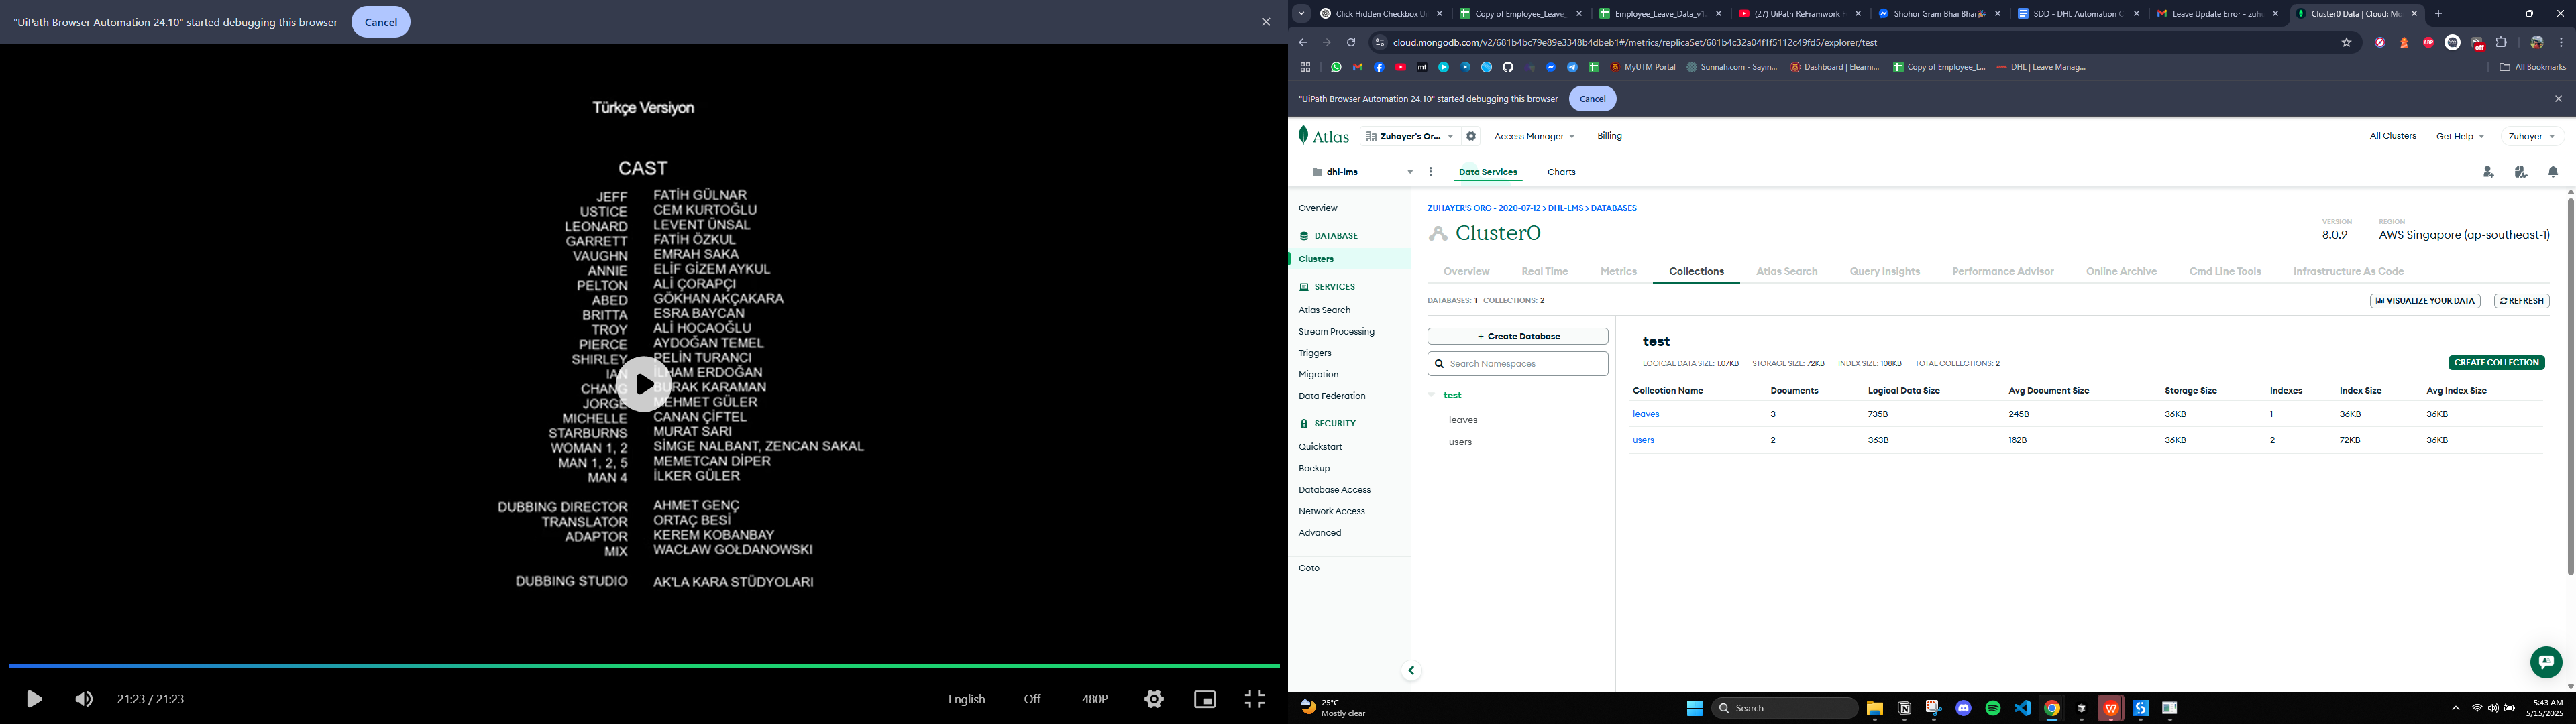 "UiPath Browser Automation 24.10" started debugging this browser
Cancel
Türkçe Versiyon
CAST
JEFF FATİH GÜLNAR
USTICE CEM KURTOĞLU
LEONARD LEVENT ÜNSAL
GARRETT FATİH ÖZKUL
VAUGHN EMRAH SAKA
ANNIE ELİF GİZEM AYKUL
PELTON ALİ ÇORAPÇI
ABED GÖKHAN AKÇAKARA
BRITTA ESRA BAYCAN
TROY ALİ HOCAOĞLU
PIERCE AYDOĞAN TEMEL
SHIRLEY PELİN TURANCI
IAN İLHAM ERDOĞAN
CHANG BURAK KARAMAN
JORGE MEHMET GÜLER
MICHELLE CANAN ÇİFTEL
STARBURNS MURAT SARI
WOMAN 1, 2 SİMGE NALBANT, ZENCAN SAKAL
MAN 1, 2, 5 MEMETCAN DİPER
MAN 4 İLKER GÜLER
DUBBING DIRECTOR AHMET GENÇ
TRANSLATOR ORTAÇ BESİ
ADAPTOR KEREM KOBANBAY
MIX WACŁAW GOŁDANOWSKI
DUBBING STUDIO AK'LA KARA STÜDYOLARI
21:23 / 21:23
English
Off
480P
Click Hidden Checkbox Ui
Copy of Employee_Leave_
Employee_Leave_Data_v1
(27) UiPath ReFramwork
Shohor Gram Bhai Bhai
SDD - DHL Automation C
Leave Update Error - zuh
Cluster0 Data | Cloud: Mo
cloud.mongodb.com/v2/681b4bc79e89e3348b4dbeb1#/metrics/replicaSet/681b4c32a04f1f5112c49fd5/explorer/test
ABP
off
mt
MyUTM Portal
Sunnah.com - Sayin...
Dashboard | Elearni...
Copy of Employee_L...
DHL | Leave Manag...
All Bookmarks
"UiPath Browser Automation 24.10" started debugging this browser
Cancel
Atlas
Zuhayer's Or...
Access Manager
Billing
All Clusters
Get Help
Zuhayer
dhl-lms
Data Services
Charts
Overview
DATABASE
Clusters
SERVICES
Atlas Search
Stream Processing
Triggers
Migration
Data Federation
SECURITY
Quickstart
Backup
Database Access
Network Access
Advanced
Goto
ZUHAYER'S ORG - 2020-07-12 > DHL-LMS > DATABASES
Cluster0
VERSION
8.0.9
REGION
AWS Singapore (ap-southeast-1)
Overview
Real Time
Metrics
Collections
Atlas Search
Query Insights
Performance Advisor
Online Archive
Cmd Line Tools
Infrastructure As Code
DATABASES: 1 COLLECTIONS: 2
VISUALIZE YOUR DATA
REFRESH
+ Create Database
Search Namespaces
test
leaves
users
test
LOGICAL DATA SIZE: 1.07KB STORAGE SIZE: 72KB INDEX SIZE: 108KB TOTAL COLLECTIONS: 2
CREATE COLLECTION
Collection Name Documents Logical Data Size Avg Document Size Storage Size Indexes Index Size Avg Index Size
leaves 3 735B 245B 36KB 1 36KB 36KB
users 2 363B 182B 36KB 2 72KB 36KB
25°C
Mostly clear
Search
5:43 AM
5/15/2025